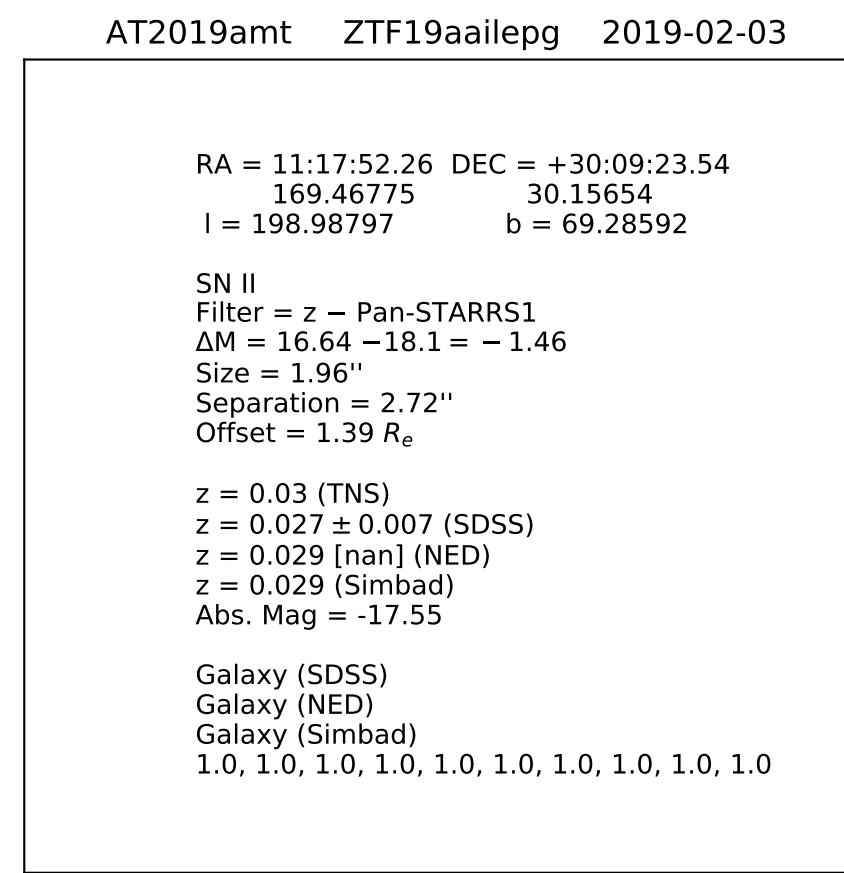 AT2019amt ZTF19aailepg 2019-02-03
RA = 11:17:52.26 DEC = +30:09:23.54
169.46775 30.15654
l = 198.98797 b = 69.28592
SN II
Filter = z − Pan-STARRS1
ΔM = 16.64 −18.1 = − 1.46
Size = 1.96''
Separation = 2.72''
Offset = 1.39 Rₑ
z = 0.03 (TNS)
z = 0.027 ± 0.007 (SDSS)
z = 0.029 [nan] (NED)
z = 0.029 (Simbad)
Abs. Mag = -17.55
Galaxy (SDSS)
Galaxy (NED)
Galaxy (Simbad)
1.0, 1.0, 1.0, 1.0, 1.0, 1.0, 1.0, 1.0, 1.0, 1.0